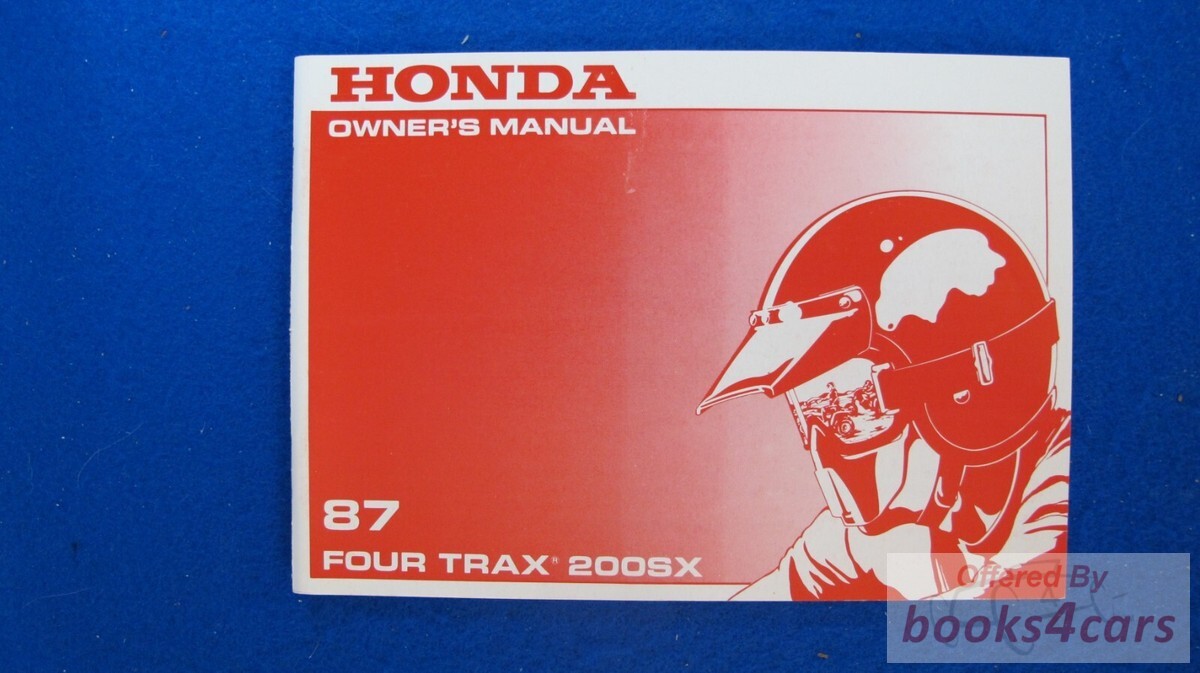 HONDA
OWNER'S MANUAL
87
FOUR TRAX® 200SX
Offered By
books4cars